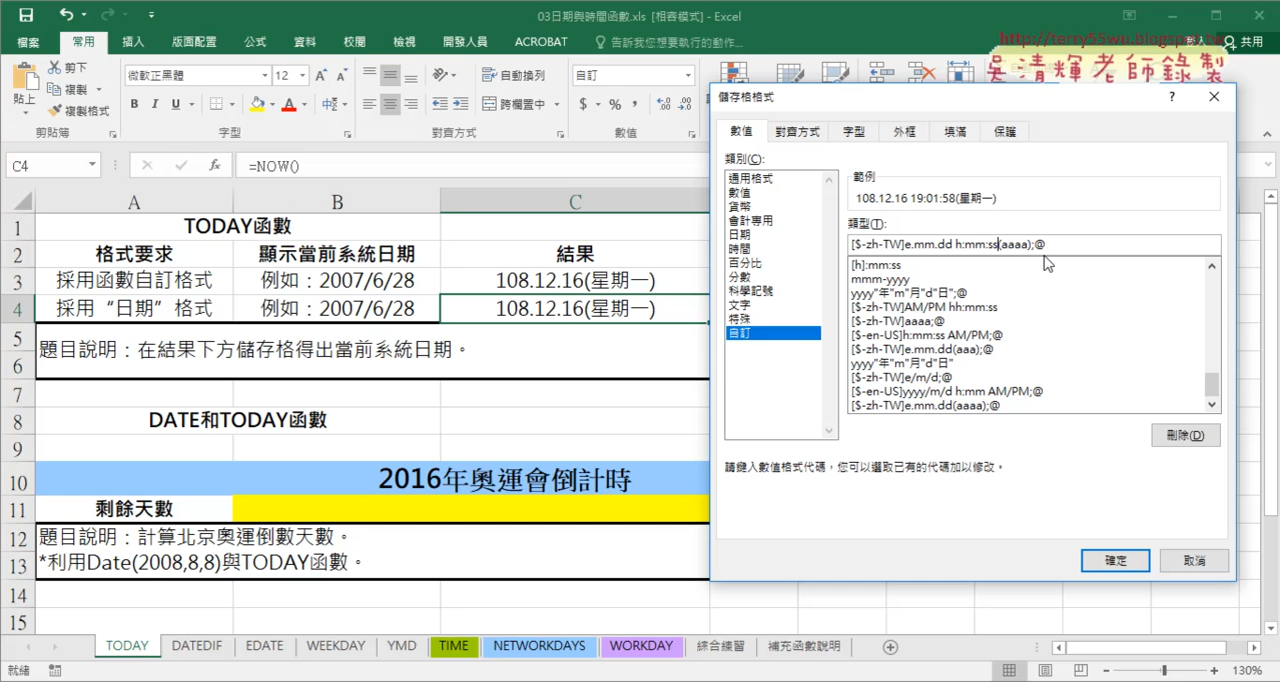 03日期與時間函數.xls [相容模式] - Excel
http://terry55wu.blogspot.tw
吳清輝老師錄製
檔案 常用 插入 版面配置 公式 資料 校閱 檢視 開發人員 ACROBAT 告訴我您想要執行的動作... 共用
貼上 剪下 複製 複製格式 剪貼簿
微軟正黑體 12 B I U 字型
自動換列 跨欄置中 對齊方式
自訂 $ % , 數值
C4 =NOW()
A B C
1 TODAY函數
2 格式要求 顯示當前系統日期 結果
3 採用函數自訂格式 例如：2007/6/28 108.12.16(星期一)
4 採用“日期”格式 例如：2007/6/28 108.12.16(星期一)
5
題目說明：在結果下方儲存格得出當前系統日期。
6
7
8 DATE和TODAY函數
9
10 2016年奧運會倒計時
11 剩餘天數
12 題目說明：計算北京奧運倒數天數。
13 *利用Date(2008,8,8)與TODAY函數。
14
15
儲存格格式 ?
數值 對齊方式 字型 外框 填滿 保護
類別(C):
通用格式
數值
貨幣
會計專用
日期
時間
百分比
分數
科學記號
文字
特殊
自訂
範例
108.12.16 19:01:58(星期一)
類型(T):
[$-zh-TW]e.mm.dd h:mm:ss(aaaa);@
[h]:mm:ss
mmm-yyyy
yyyy"年"m"月"d"日";@
[$-zh-TW]AM/PM hh:mm:ss
[$-zh-TW]aaaa;@
[$-en-US]h:mm:ss AM/PM;@
[$-zh-TW]e.mm.dd(aaa);@
yyyy"年"m"月"d"日"
[$-zh-TW]e/m/d;@
[$-en-US]yyyy/m/d h:mm AM/PM;@
[$-zh-TW]e.mm.dd(aaaa);@
刪除(D)
請鍵入數值格式代碼，您可以選取已有的代碼加以修改。
確定 取消
TODAY DATEDIF EDATE WEEKDAY YMD TIME NETWORKDAYS WORKDAY 綜合練習 補充函數說明
就緒 130%